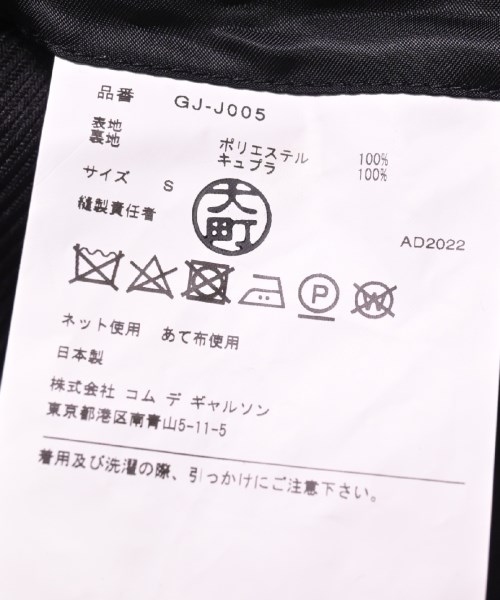 品番 GJ-J005
表地 ポリエステル 100%
裏地 キュプラ 100%
サイズ S
縫製責任者 大町
AD2022
P W
ネット使用 あて布使用
日本製
株式会社 コム デ ギャルソン
東京都港区南青山5-11-5
着用及び洗濯の際、引っかけにご注意下さい。